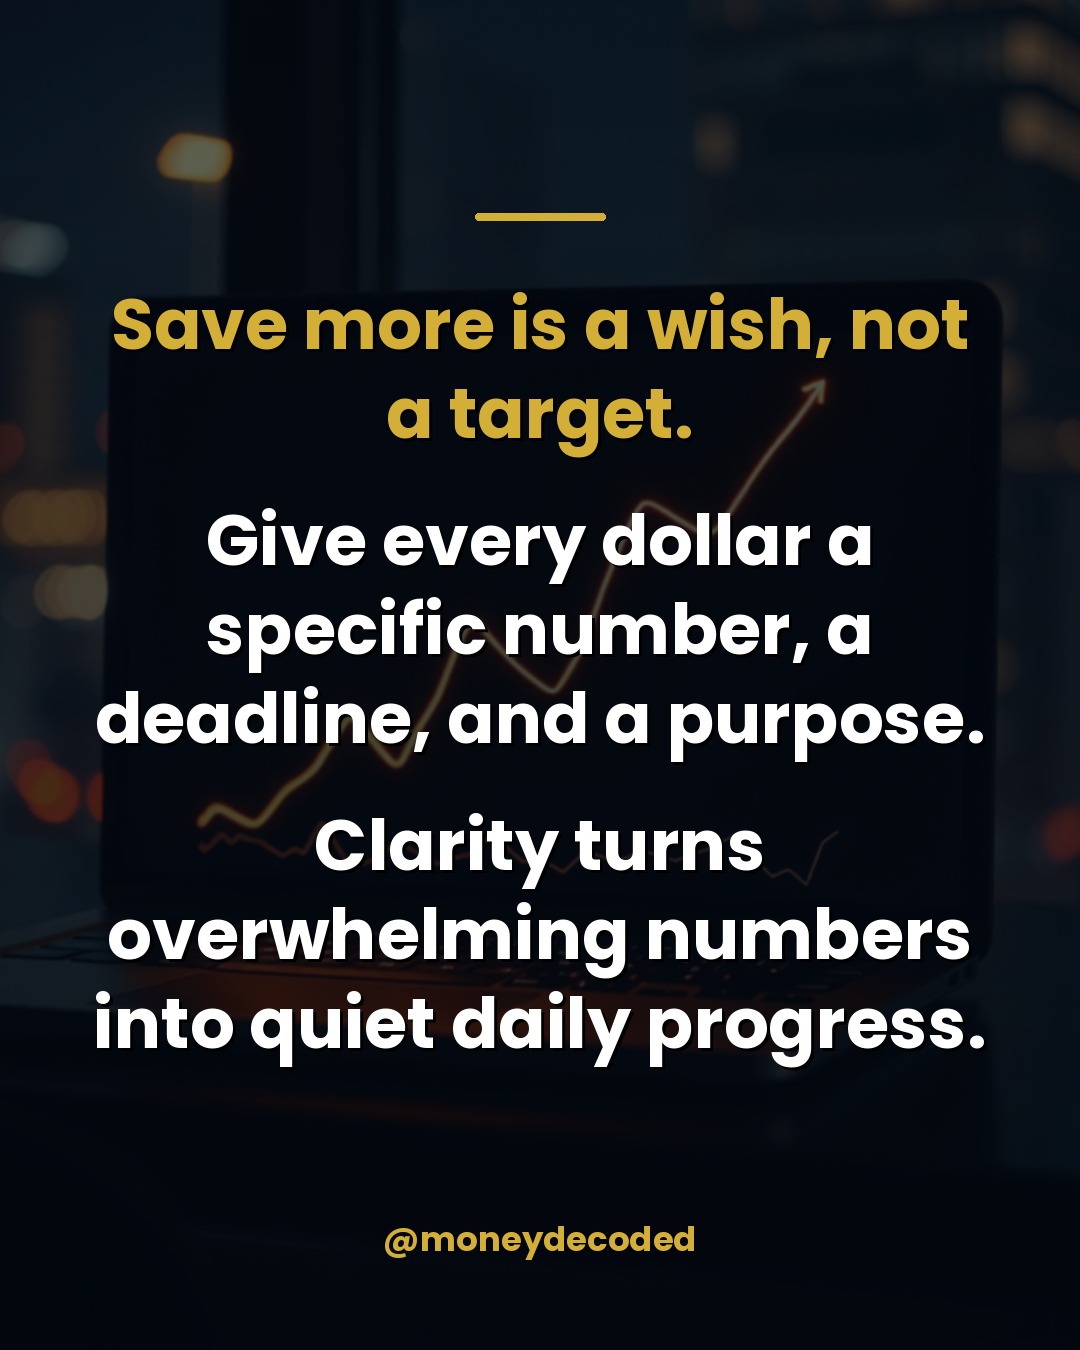 Save more is a wish, not
a target.
Give every dollar a
specific number, a
deadline, and a purpose.
Clarity turns
overwhelming numbers
into quiet daily progress.
@moneydecoded